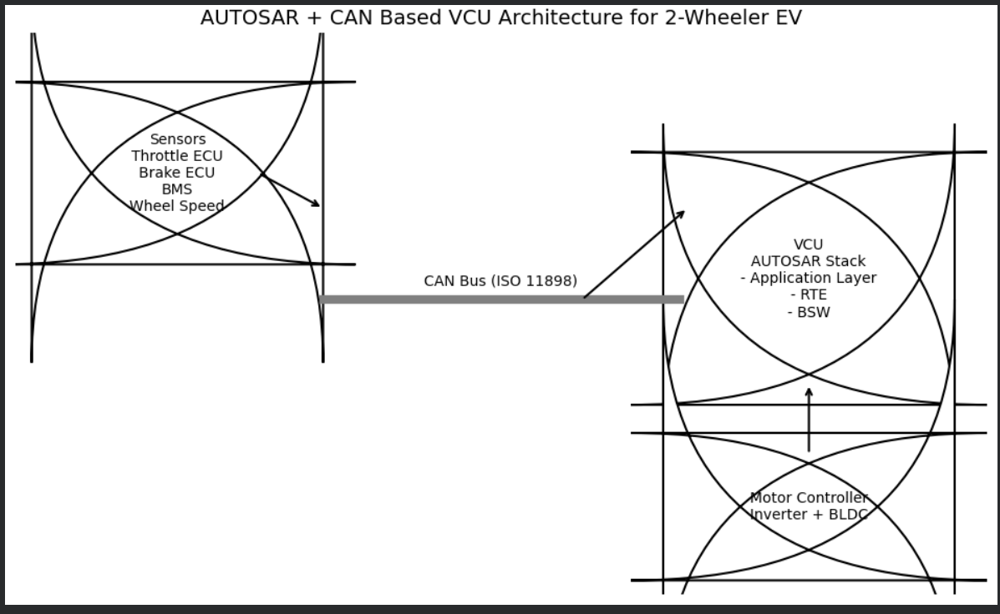 AUTOSAR + CAN Based VCU Architecture for 2-Wheeler EV
Sensors
Throttle ECU
Brake ECU
BMS
Wheel Speed
CAN Bus (ISO 11898)
VCU
AUTOSAR Stack
- Application Layer
- RTE
- BSW
Motor Controller
Inverter + BLDC